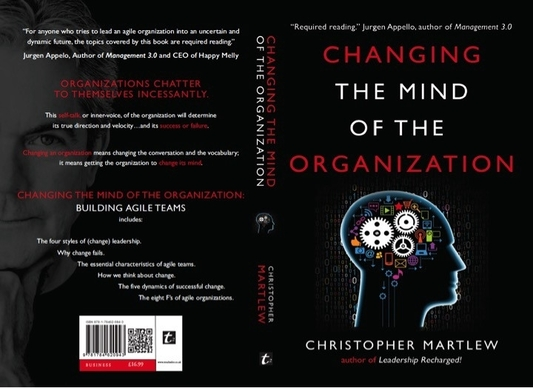 "For anyone who tries to lead an agile organization into an uncertain and
dynamic future, the topics covered by this book are required reading."
Jurgen Appelo, Author of Management 3.0 and CEO of Happy Melly
ORGANIZATIONS CHATTER
TO THEMSELVES INCESSANTLY.
This self-talk or inner-voice, of the organization will determine
its true direction and velocity…and its success or failure.
Changing an organization means changing the conversation and the vocabulary;
it means getting the organization to change its mind.
CHANGING THE MIND OF THE ORGANIZATION:
BUILDING AGILE TEAMS
includes:
The four styles of (change) leadership.
Why change fails.
The essential characteristics of agile teams.
How we think about change.
The five dynamics of successful change.
The eight F's of agile organizations.
BUSINESS
£16.99
CHANGING THE MIND
OF THE ORGANIZATION
CHRISTOPHER
MARTLEW
"Required reading." Jurgen Appello, author of Management 3.0
CHANGING
THE MIND
OF THE
ORGANIZATION
CHRISTOPHER MARTLEW
author of Leadership Recharged!